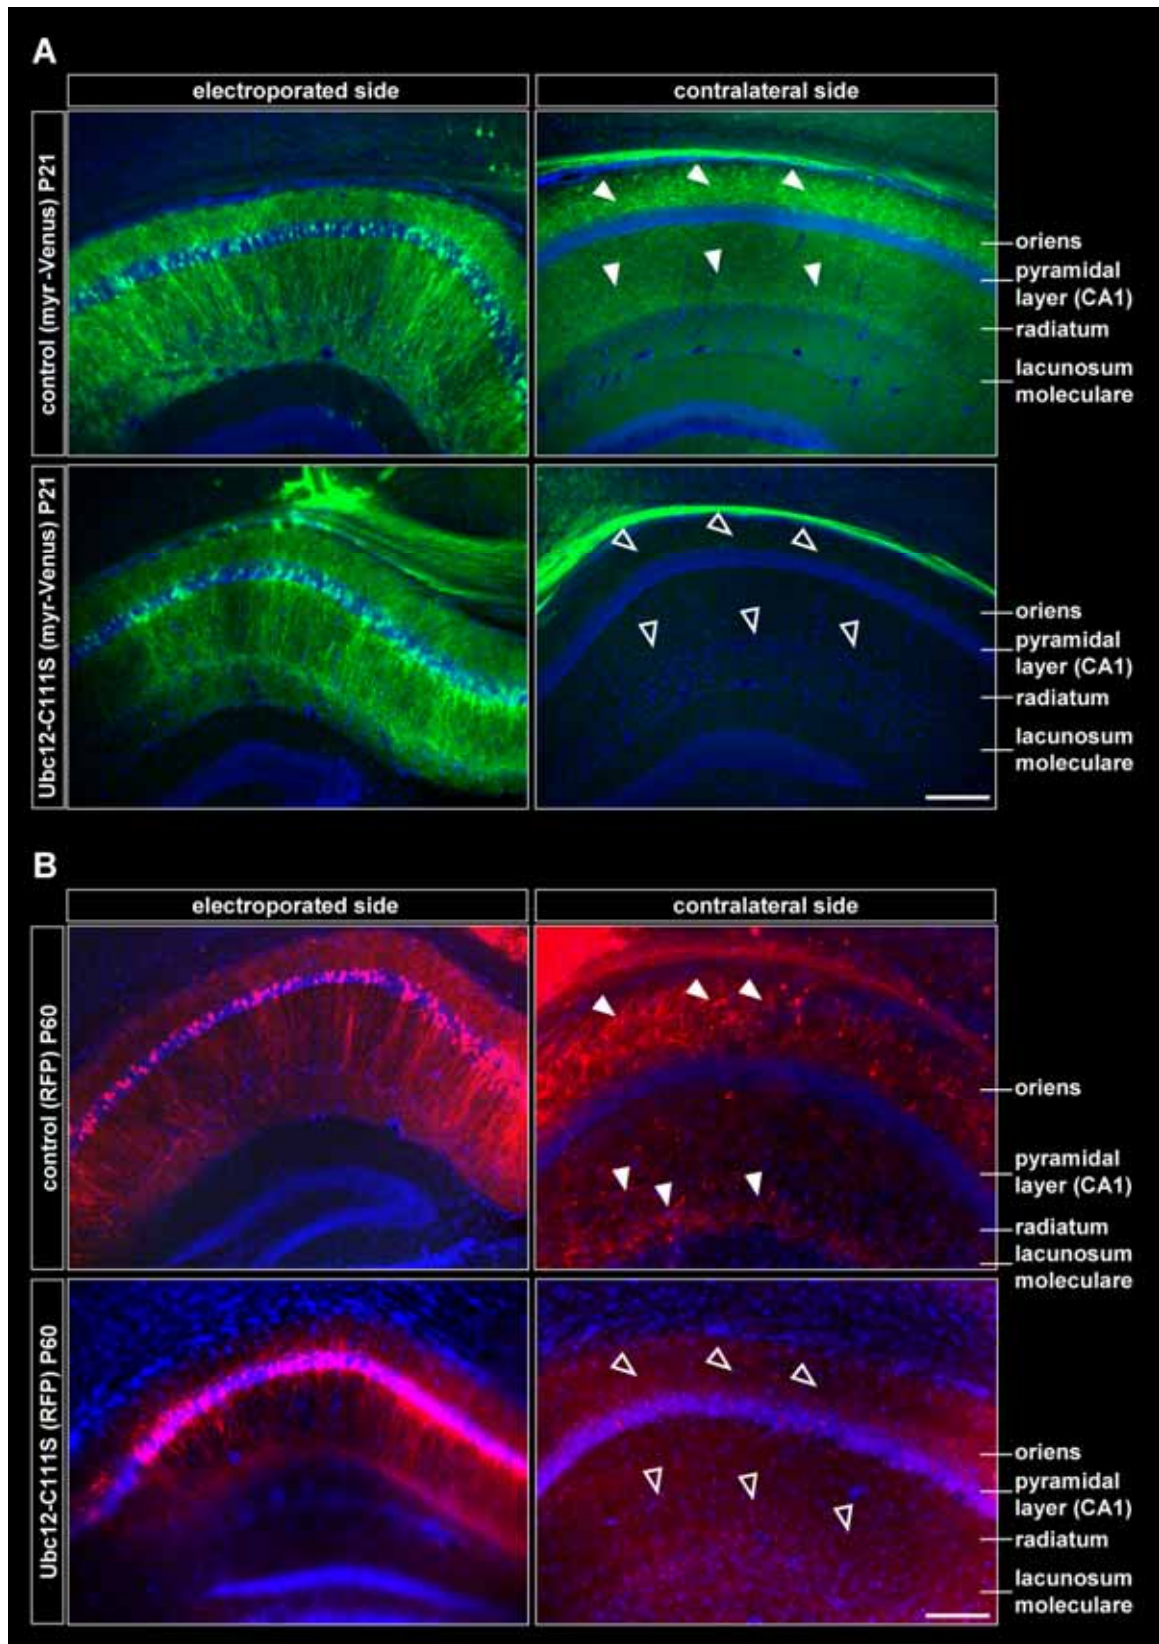 A
electroporated side
contralateral side
control (myr -Venus) P21
oriens
pyramidal
layer (CA1)
radiatum
lacunosum
moleculare
Ubc12-C111S (myr-Venus) P21
oriens
pyramidal
layer (CA1)
radiatum
lacunosum
moleculare
B
electroporated side
contralateral side
control (RFP) P60
oriens
pyramidal
layer (CA1)
radiatum
lacunosum
moleculare
Ubc12-C111S (RFP) P60
oriens
pyramidal
layer (CA1)
radiatum
lacunosum
moleculare